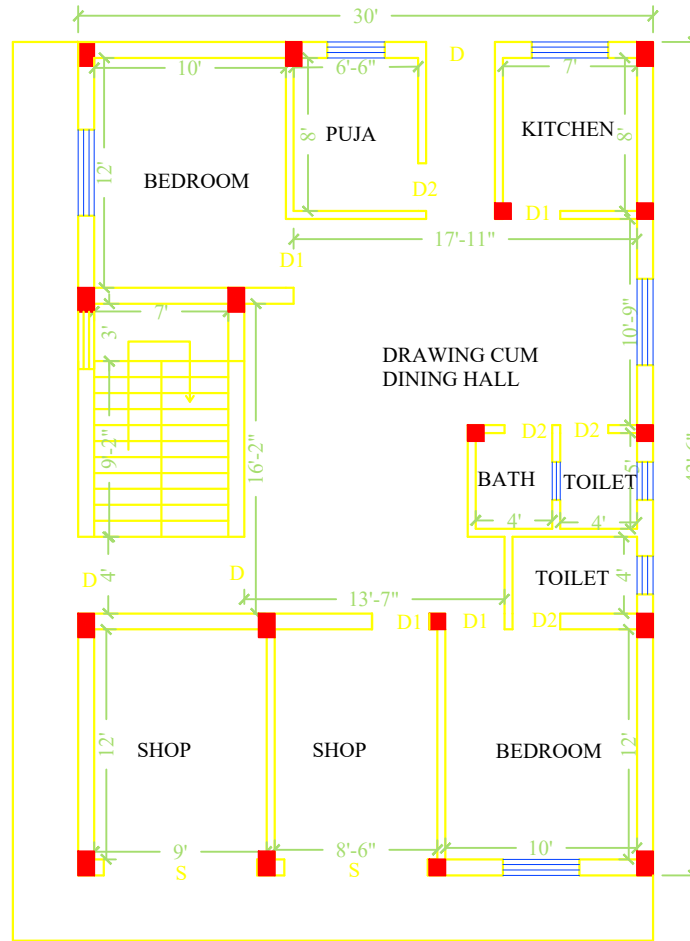 30'
D
10'
6'-6"
7'
8'
PUJA
KITCHEN
8'
12'
BEDROOM
D2
D1
17'-11"
D1
7'
3'
10'-9"
DRAWING CUM
DINING HALL
D2
D2
9'-2"
16'-2"
BATH
TOILET
5'
4'
4'
D
D
4'
TOILET
4'
13'-7"
D1
D1
D2
12'
SHOP
SHOP
BEDROOM
12'
9'
8'-6"
10'
S
S